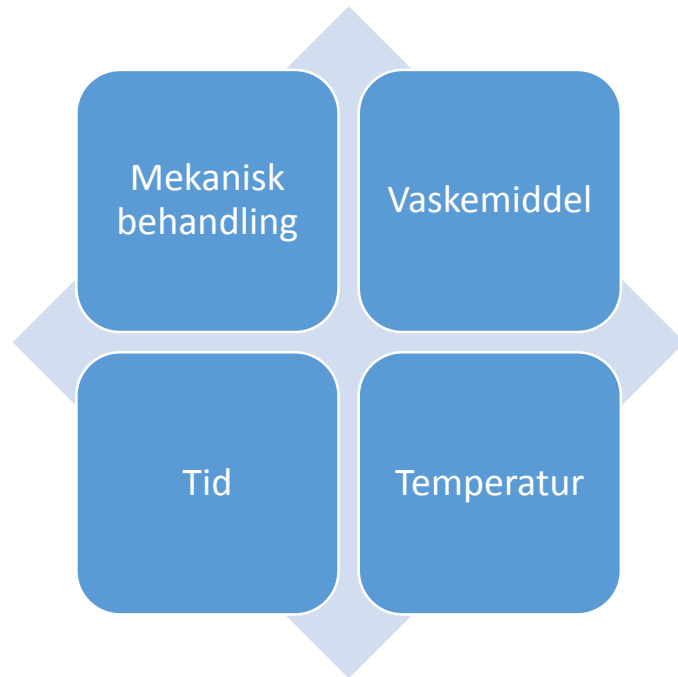 Mekanisk
behandling
Vaskemiddel
Tid
Temperatur